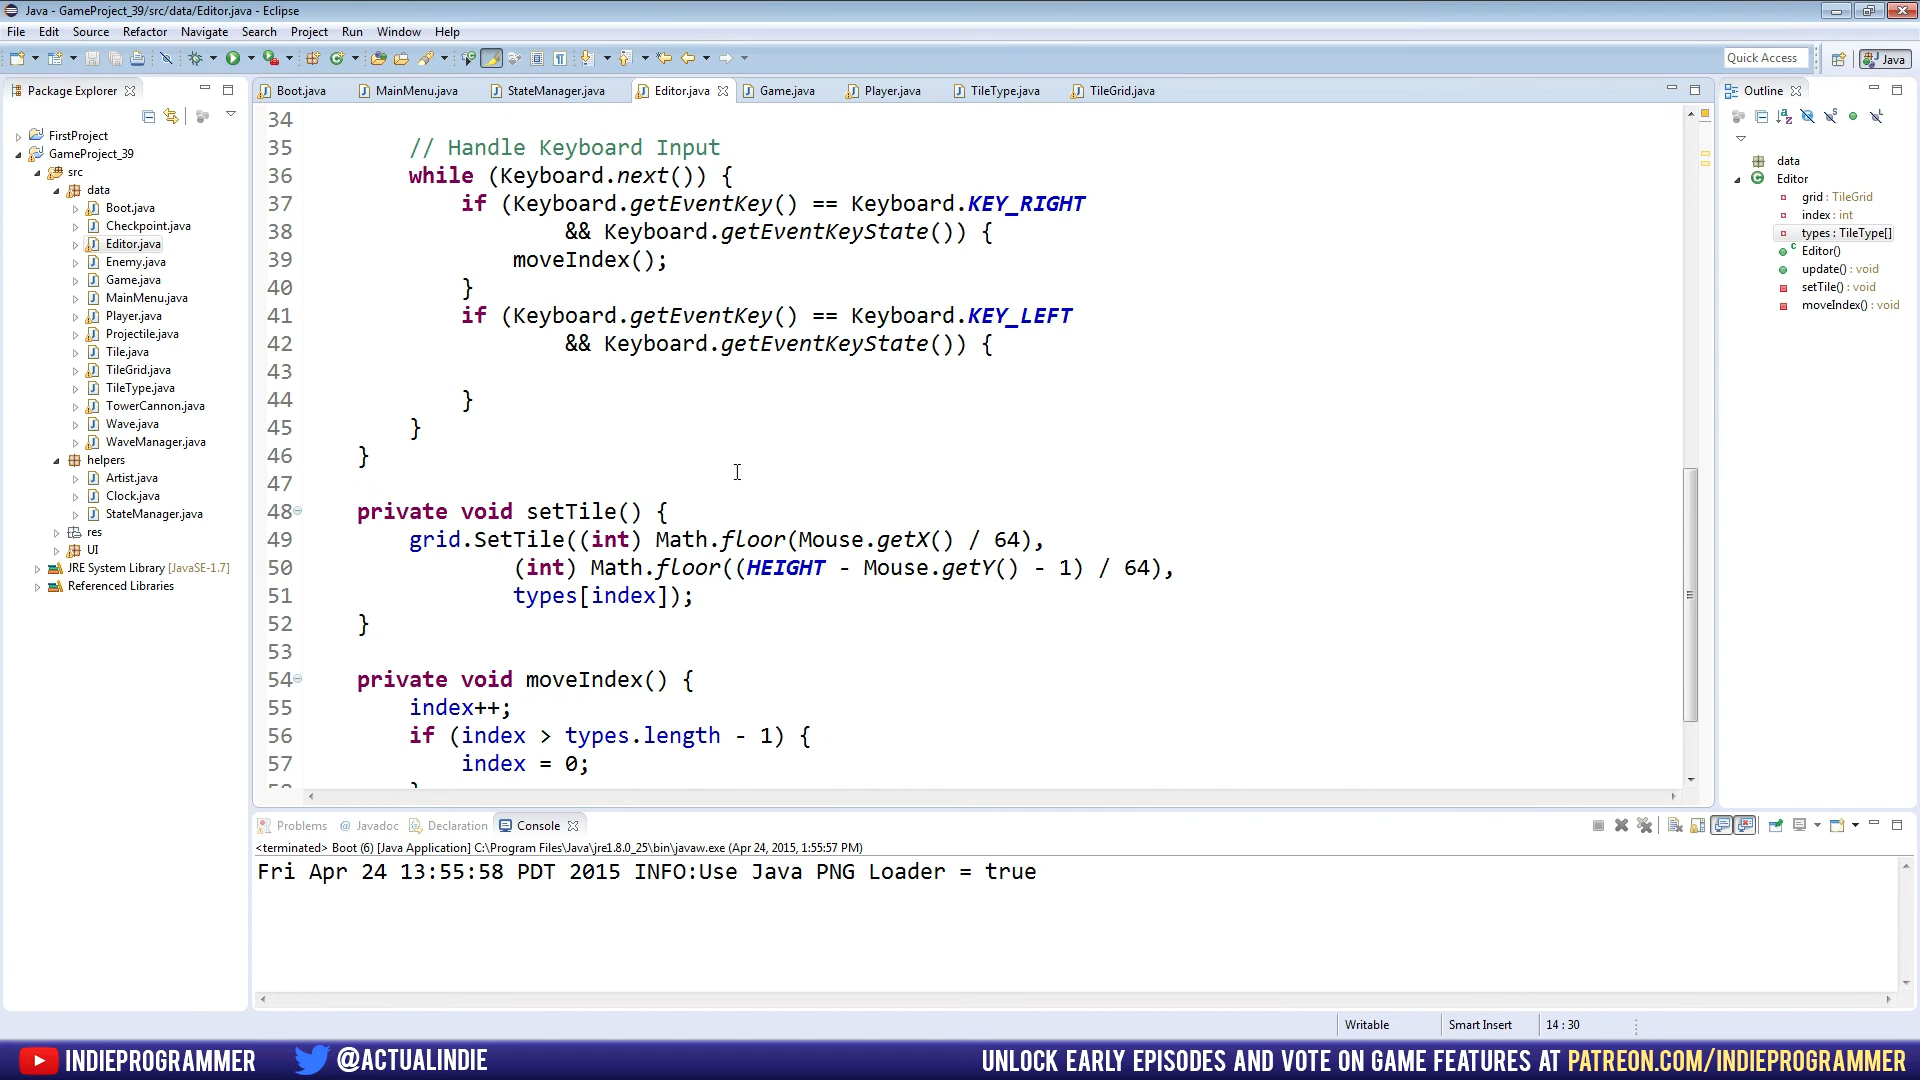 Java - GameProject_39/src/data/Editor.java - Eclipse
File Edit Source Refactor Navigate Search Project Run Window Help
Quick Access
Java
Package Explorer
FirstProject
GameProject_39
src
data
Boot.java
Checkpoint.java
Editor.java
Enemy.java
Game.java
MainMenu.java
Player.java
Projectile.java
Tile.java
TileGrid.java
TileType.java
TowerCannon.java
Wave.java
WaveManager.java
helpers
Artist.java
Clock.java
StateManager.java
res
UI
JRE System Library [JavaSE-1.7]
Referenced Libraries
Boot.java MainMenu.java StateManager.java Editor.java Game.java Player.java TileType.java TileGrid.java
34
35 // Handle Keyboard Input
36 while (Keyboard.next()) {
37 if (Keyboard.getEventKey() == Keyboard.KEY_RIGHT
38 && Keyboard.getEventKeyState()) {
39 moveIndex();
40 }
41 if (Keyboard.getEventKey() == Keyboard.KEY_LEFT
42 && Keyboard.getEventKeyState()) {
43
44 }
45 }
46 }
47
48 private void setTile() {
49 grid.SetTile((int) Math.floor(Mouse.getX() / 64),
50 (int) Math.floor((HEIGHT - Mouse.getY() - 1) / 64),
51 types[index]);
52 }
53
54 private void moveIndex() {
55 index++;
56 if (index > types.length - 1) {
57 index = 0;
Outline
data
Editor
grid : TileGrid
index : int
types : TileType[]
Editor()
update() : void
setTile() : void
moveIndex() : void
Problems @ Javadoc Declaration Console
<terminated> Boot (6) [Java Application] C:\Program Files\Java\jre1.8.0_25\bin\javaw.exe (Apr 24, 2015, 1:55:57 PM)
Fri Apr 24 13:55:58 PDT 2015 INFO:Use Java PNG Loader = true
Writable Smart Insert 14 : 30
INDIEPROGRAMMER @ACTUALINDIE UNLOCK EARLY EPISODES AND VOTE ON GAME FEATURES AT PATREON.COM/INDIEPROGRAMMER